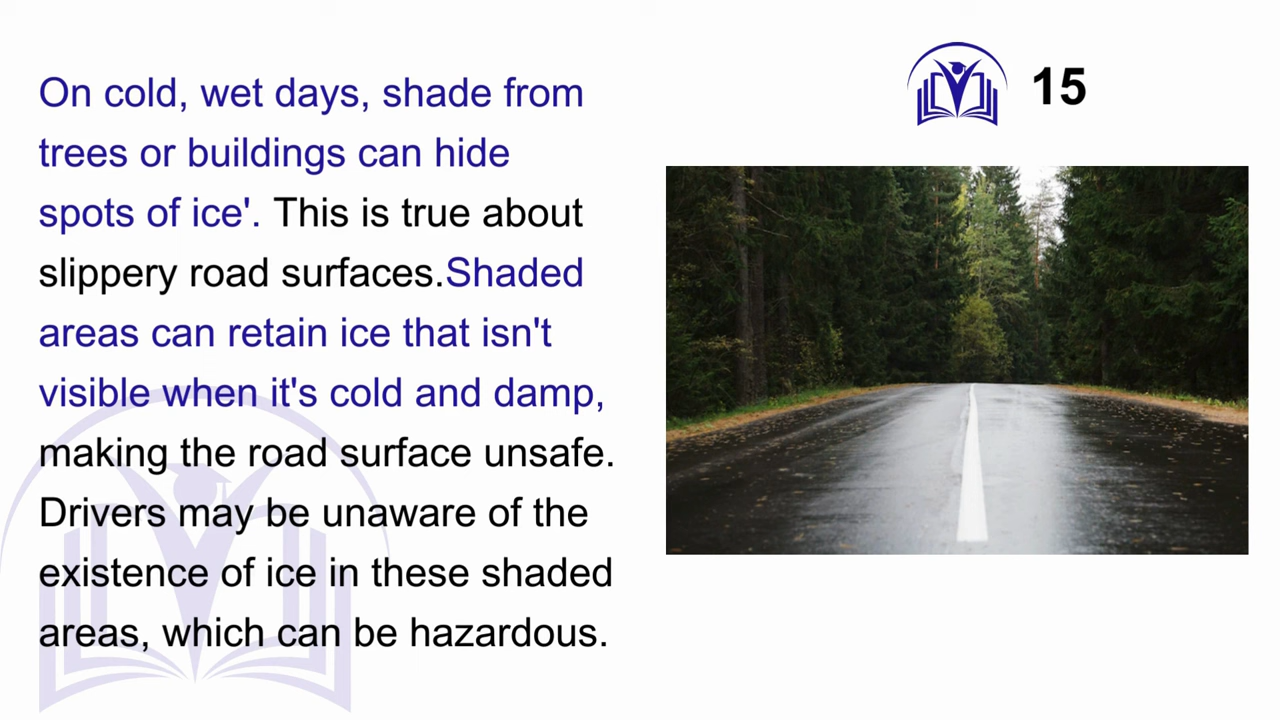 On cold, wet days, shade from
trees or buildings can hide
spots of ice'. This is true about
slippery road surfaces.Shaded
areas can retain ice that isn't
visible when it's cold and damp,
making the road surface unsafe.
Drivers may be unaware of the
existence of ice in these shaded
areas, which can be hazardous.
15